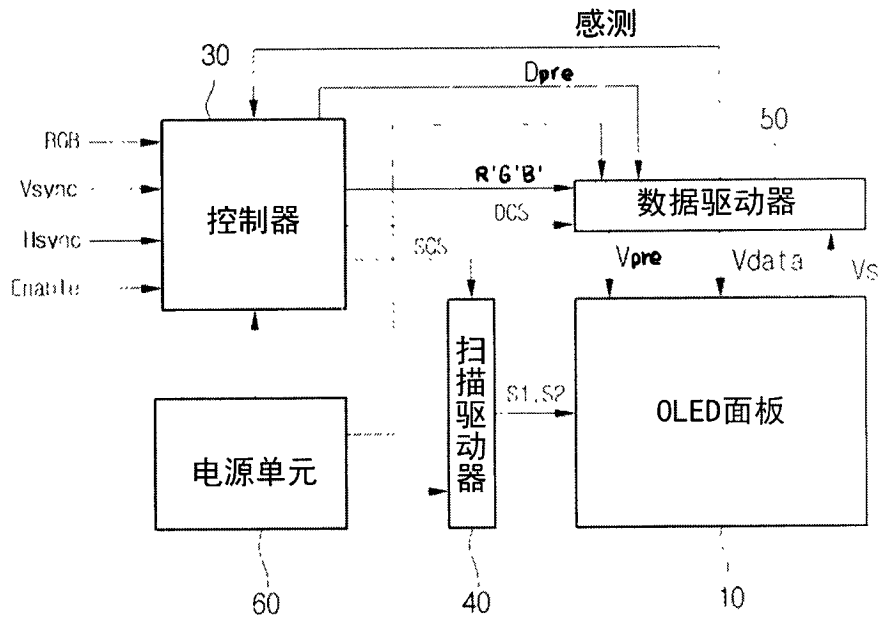 感测
30
Dpre
50
RGB
Vsync
Hsync
Enable
控制器
R'G'B'
DCS
SCS
数据驱动器
Vpre
Vdata
Vs
扫描驱动器
S1,S2
OLED面板
电源单元
60
40
10